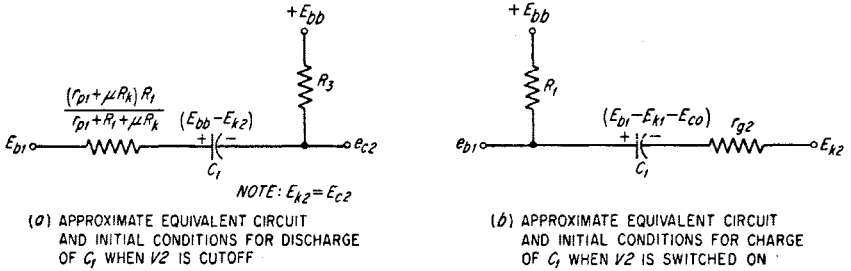 +E_bb
R_3
(r_p1+μR_k) R_1
r_p1+R_1+μR_k
(E_bb−E_k2)
+ −
E_b1
C_1
e_c2
NOTE: E_k2=E_c2
(a) APPROXIMATE EQUIVALENT CIRCUIT
AND INITIAL CONDITIONS FOR DISCHARGE
OF C_1 WHEN V2 IS CUTOFF
+E_bb
R_1
(E_b1−E_k1−E_co)
r_g2
+ −
e_b1
C_1
E_k2
(b) APPROXIMATE EQUIVALENT CIRCUIT
AND INITIAL CONDITIONS FOR CHARGE
OF C_1 WHEN V2 IS SWITCHED ON